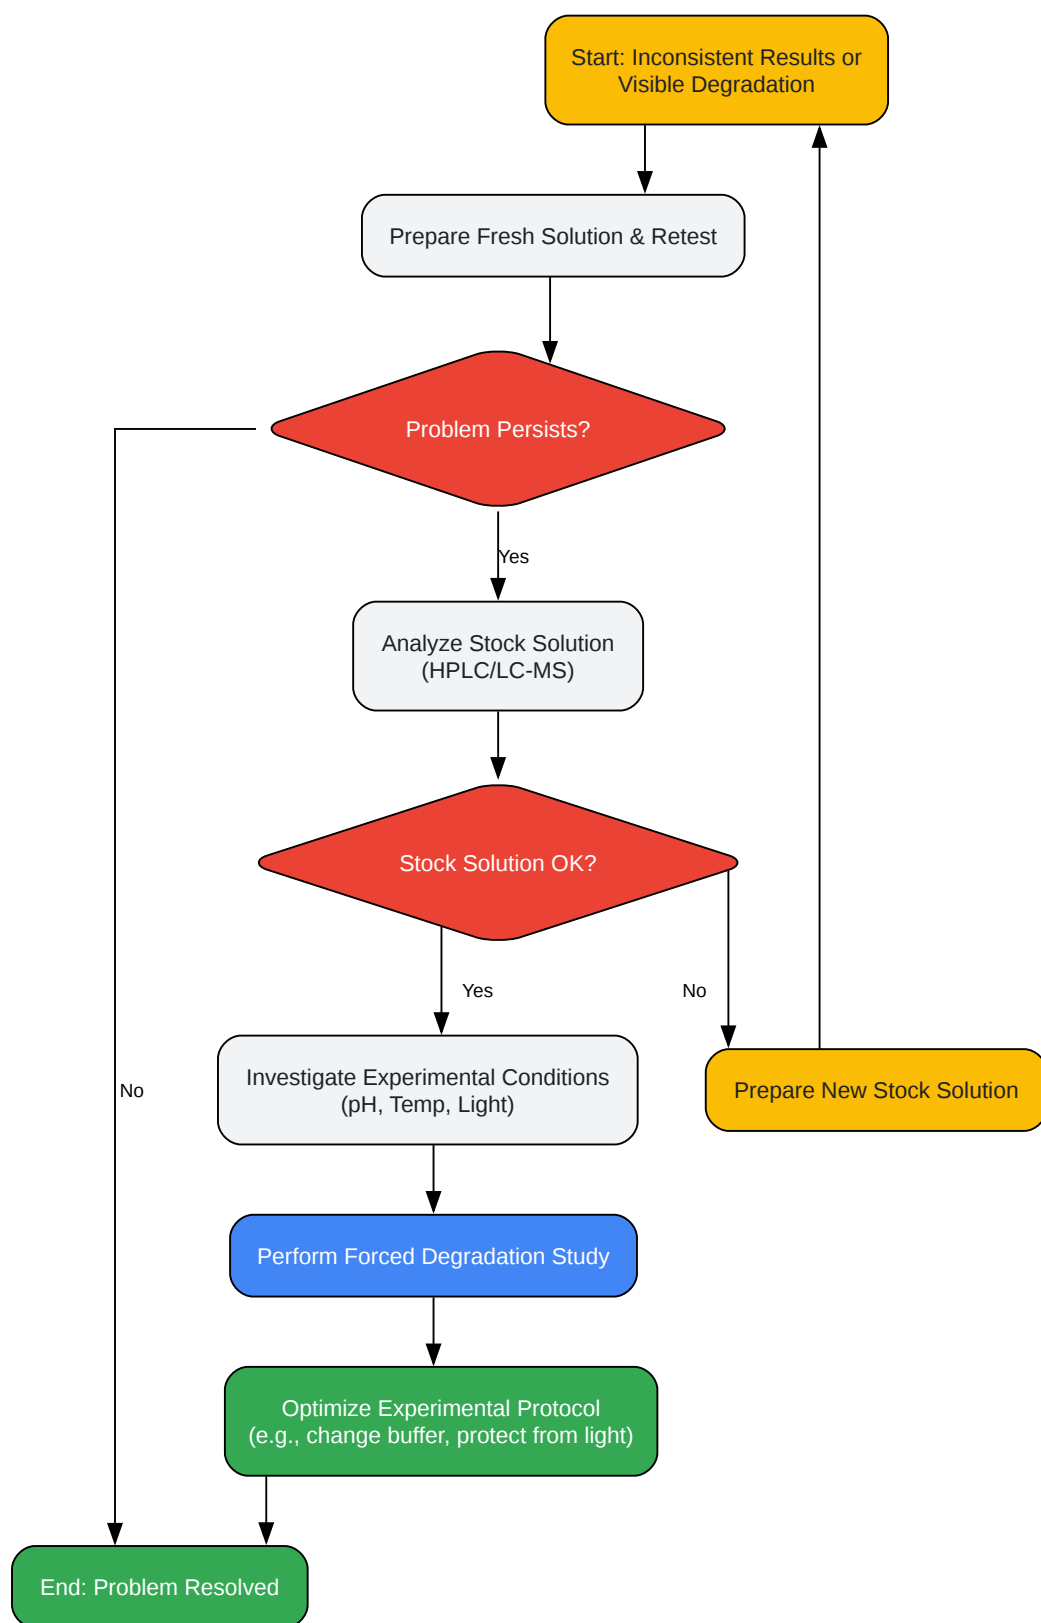 Start: Inconsistent Results or
Visible Degradation
Prepare Fresh Solution & Retest
Problem Persists?
Yes
Analyze Stock Solution
(HPLC/LC-MS)
Stock Solution OK?
Yes
No
Investigate Experimental Conditions
(pH, Temp, Light)
Prepare New Stock Solution
No
Perform Forced Degradation Study
Optimize Experimental Protocol
(e.g., change buffer, protect from light)
End: Problem Resolved